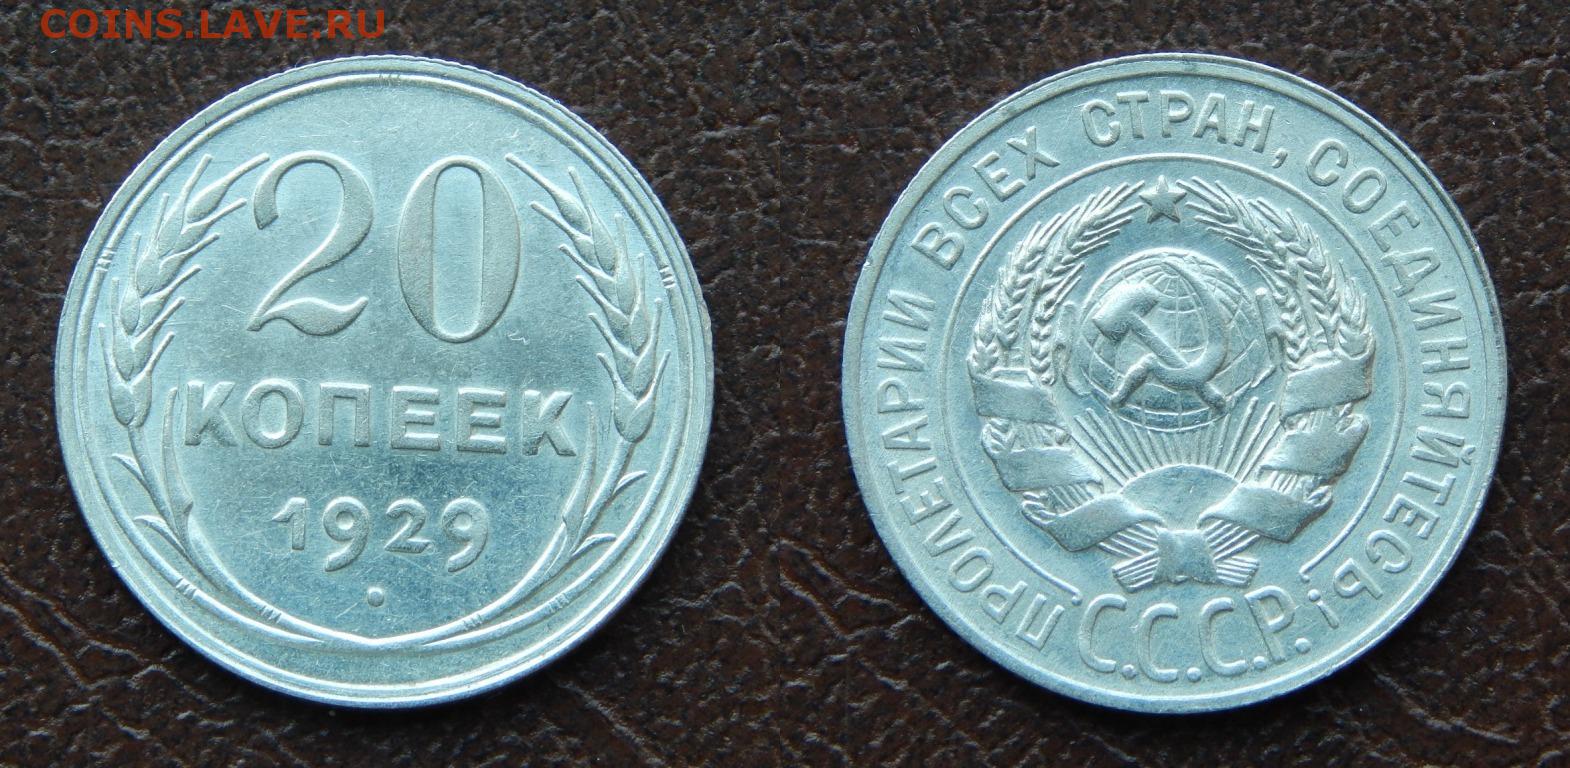 COINS.LAVE.RU
20
КОПЕЕК
1929
ПРОЛЕТАРИИ ВСЕХ СТРАН, СОЕДИНЯЙТЕСЬ!
С.С.С.Р.